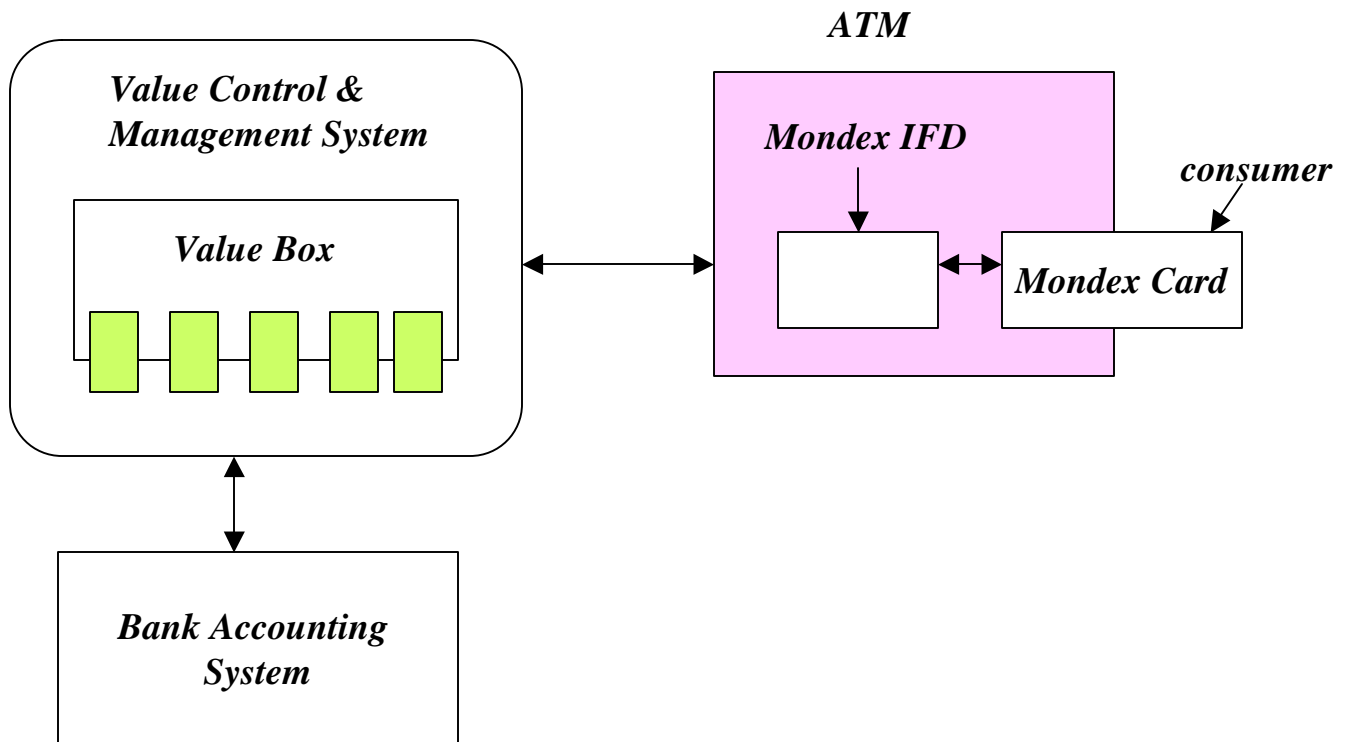 ATM
Value Control &
Management System
Mondex IFD
consumer
Value Box
Mondex Card
Bank Accounting
System